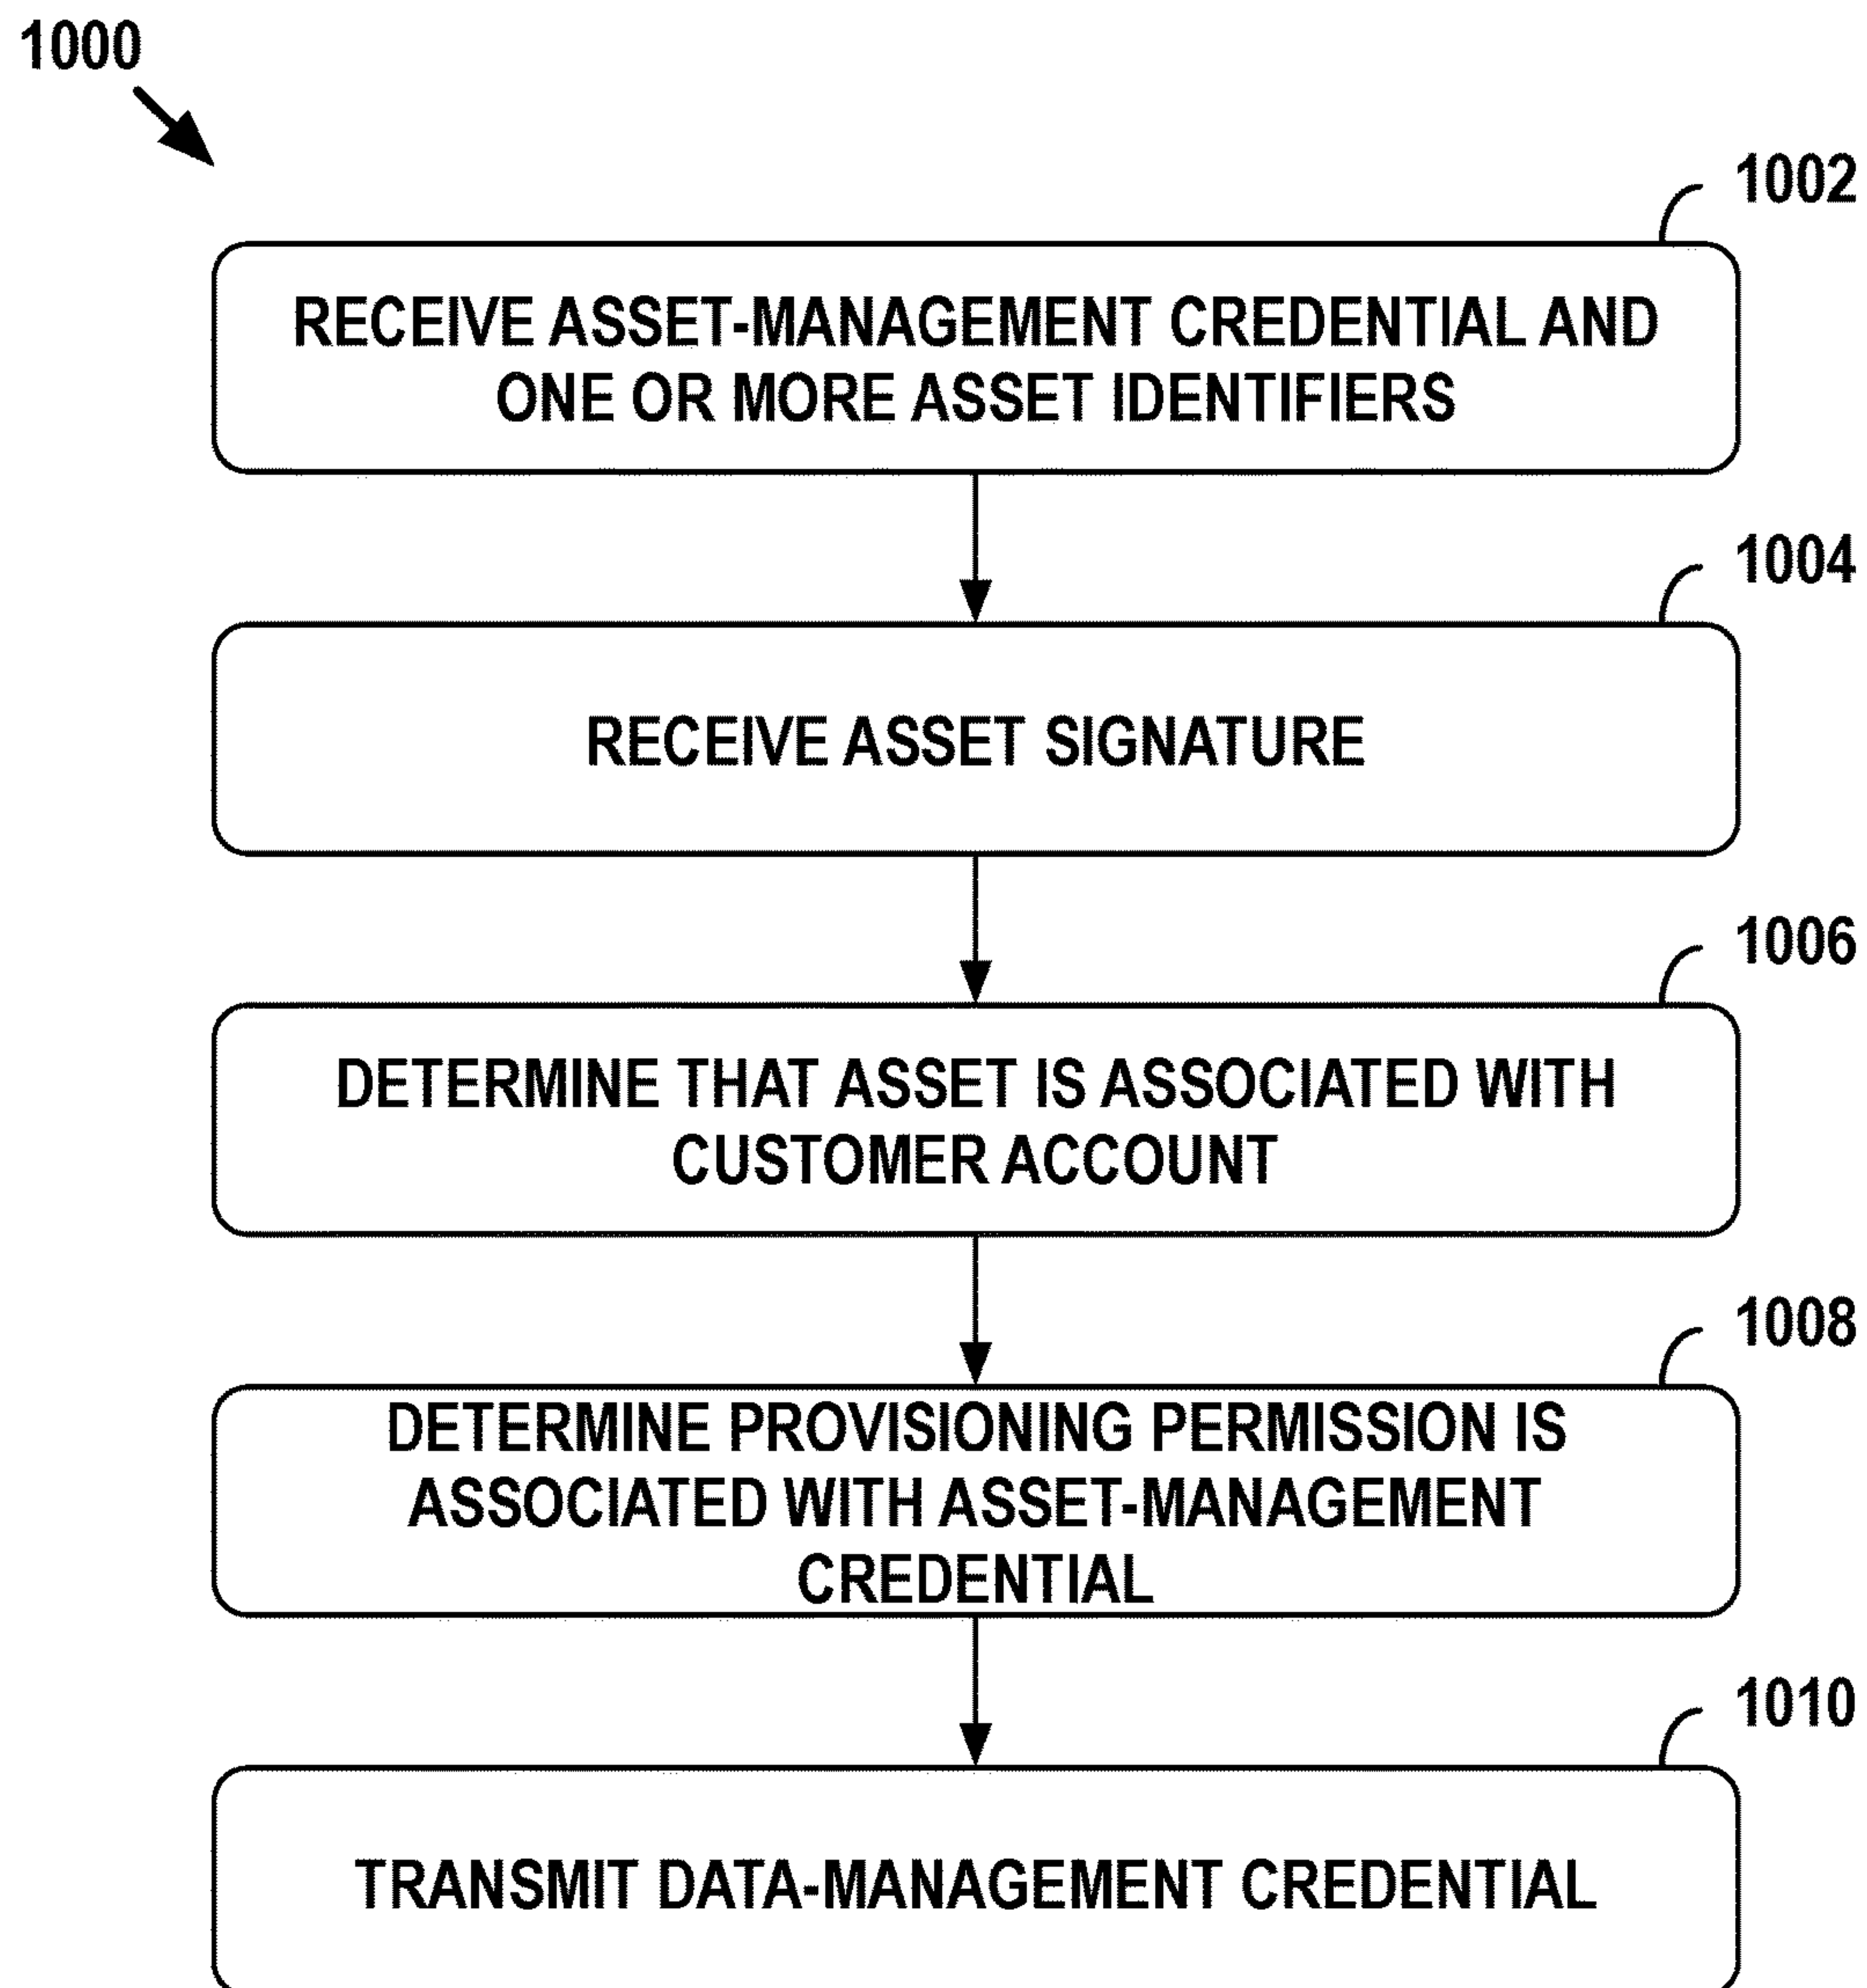 1000
1002
RECEIVE ASSET-MANAGEMENT CREDENTIAL AND
ONE OR MORE ASSET IDENTIFIERS
1004
RECEIVE ASSET SIGNATURE
1006
DETERMINE THAT ASSET IS ASSOCIATED WITH
CUSTOMER ACCOUNT
1008
DETERMINE PROVISIONING PERMISSION IS
ASSOCIATED WITH ASSET-MANAGEMENT
CREDENTIAL
1010
TRANSMIT DATA-MANAGEMENT CREDENTIAL